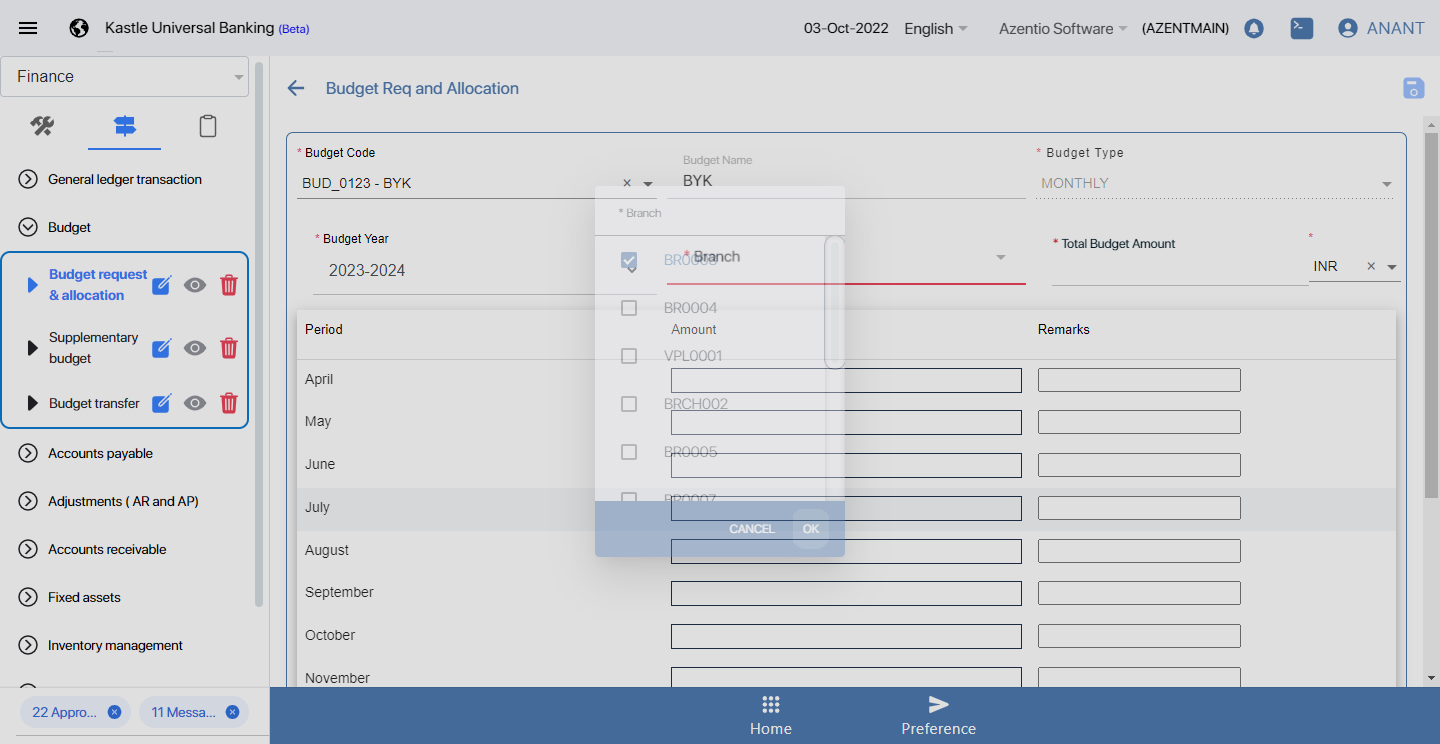 Kastle Universal Banking (Beta)
03-Oct-2022
English
Azentio Software
(AZENTMAIN)
ANANT
Finance
General ledger transaction
Budget
Budget request
& allocation
Supplementary
budget
Budget transfer
Accounts payable
Adjustments ( AR and AP)
Accounts receivable
Fixed assets
Inventory management
22 Appro...
11 Messa...
Budget Req and Allocation
* Budget Code
BUD_0123 - BYK
Budget Name
BYK
* Budget Type
MONTHLY
* Budget Year
2023-2024
* Branch
* Total Budget Amount
*
INR
* Branch
BR0003
BR0004
VPL0001
BRCH002
BR0005
BR0007
CANCEL
OK
Period
Amount
Remarks
April
May
June
July
August
September
October
November
Home
Preference